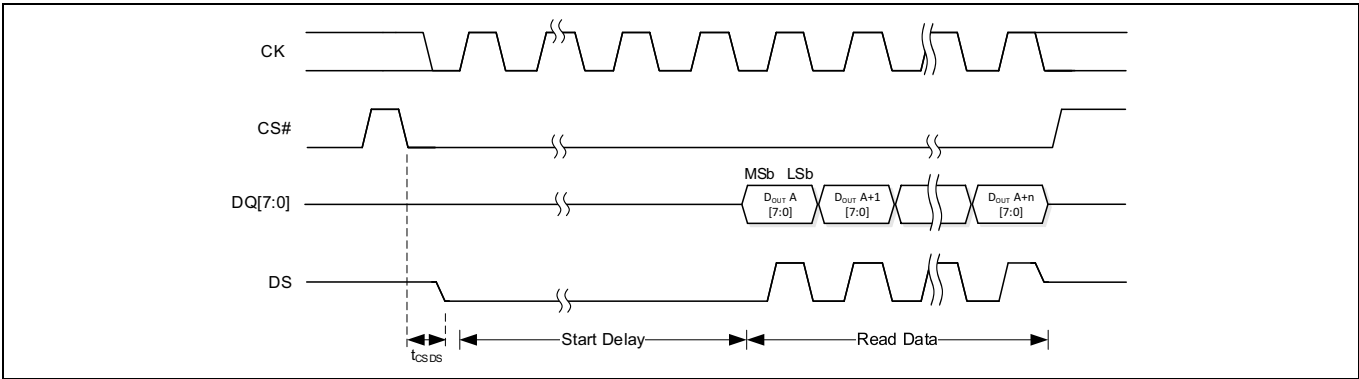 CK
CS#
MSb LSb
DQ[7:0]
DOUT A
[7:0]
DOUT A+1
[7:0]
DOUT A+n
[7:0]
DS
Start Delay
Read Data
tCSDS